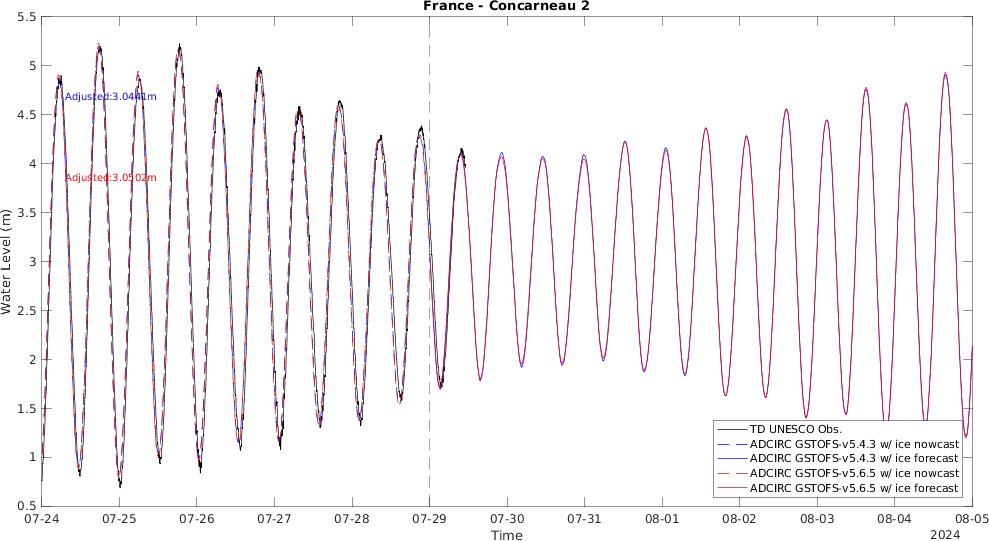 France - Concarneau 2
5.5
5
4.5
4
3.5
3
2.5
2
1.5
1
0.5
Water Level (m)
Adjusted:3.0441m
Adjusted:3.0502m
TD UNESCO Obs.
ADCIRC GSTOFS-v5.4.3 w/ ice nowcast
ADCIRC GSTOFS-v5.4.3 w/ ice forecast
ADCIRC GSTOFS-v5.6.5 w/ ice nowcast
ADCIRC GSTOFS-v5.6.5 w/ ice forecast
07-24 07-25 07-26 07-27 07-28 07-29 07-30 07-31 08-01 08-02 08-03 08-04 08-05
Time
2024